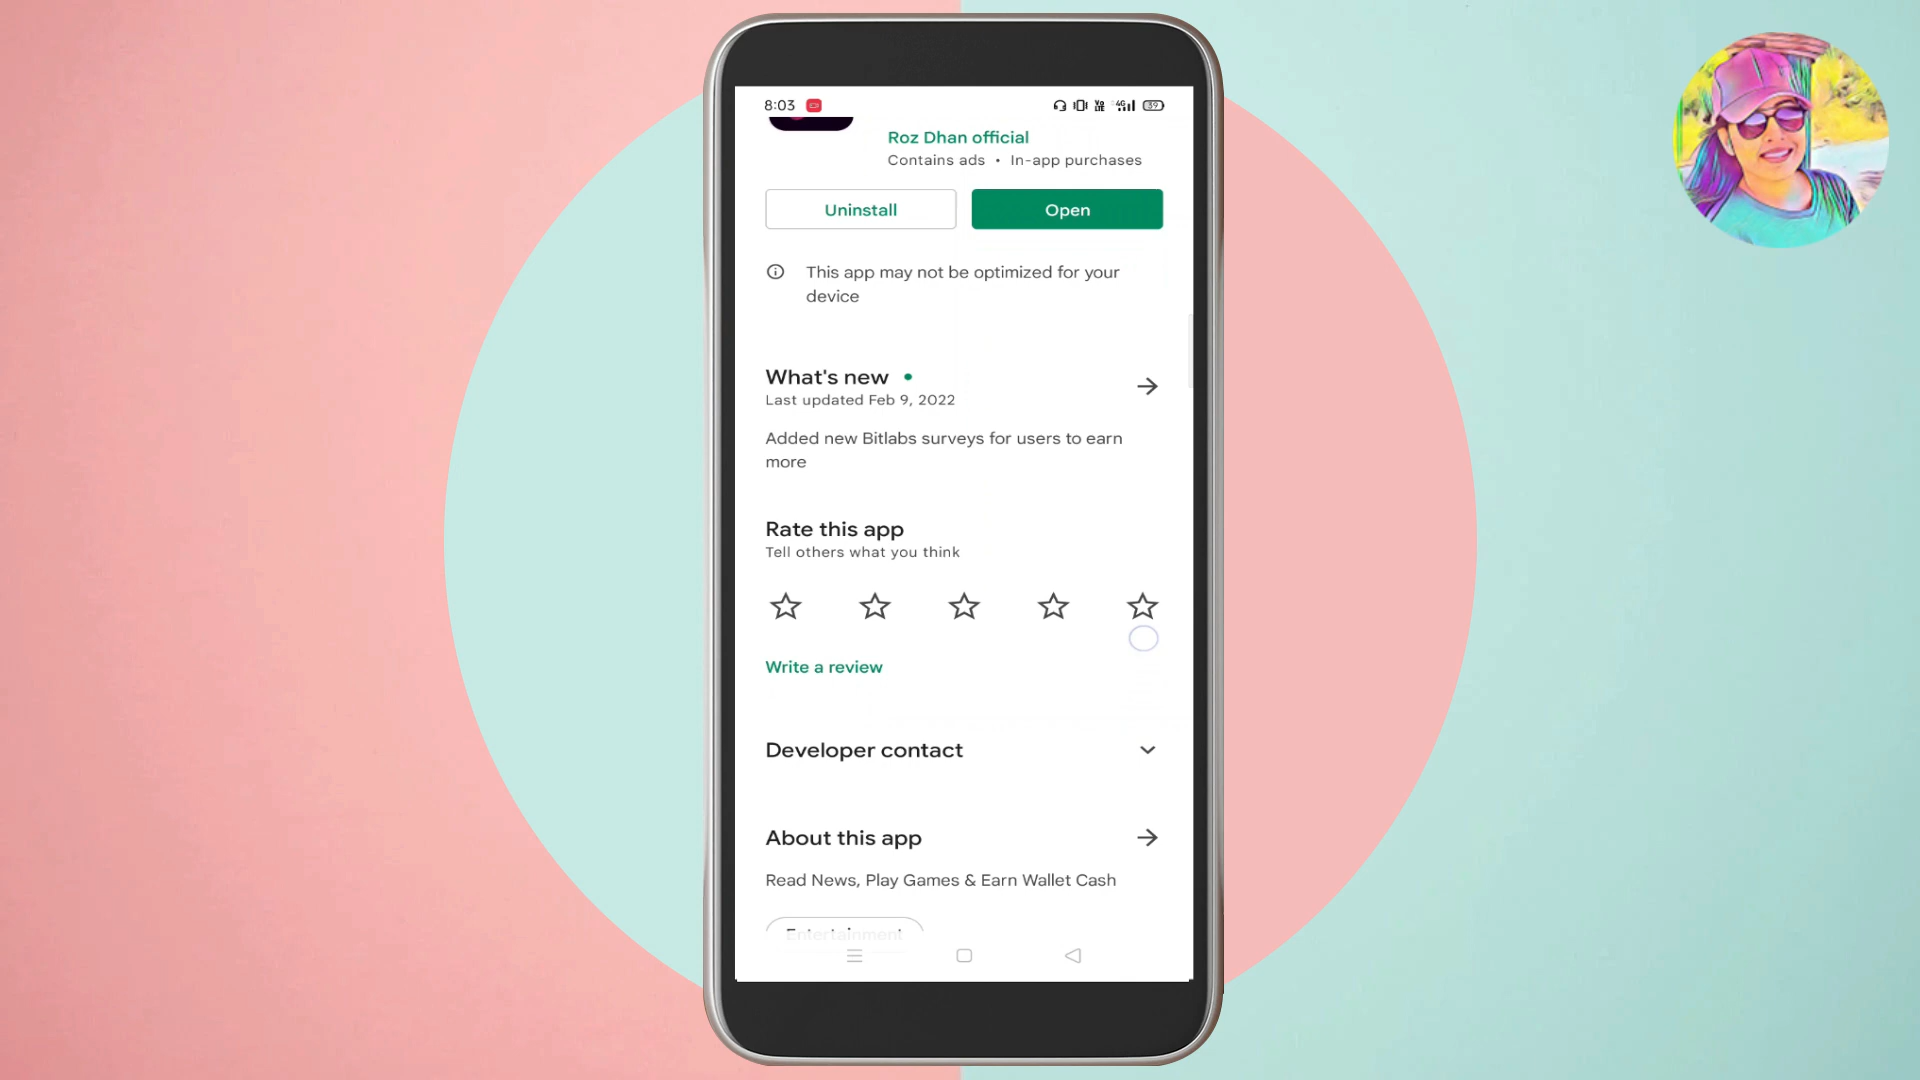 8:03
4G
39
Roz Dhan official
Contains ads • In-app purchases
Uninstall
Open
This app may not be optimized for your
device
What's new
Last updated Feb 9, 2022
Added new Bitlabs surveys for users to earn
more
Rate this app
Tell others what you think
Write a review
Developer contact
About this app
Read News, Play Games & Earn Wallet Cash
Entertainment